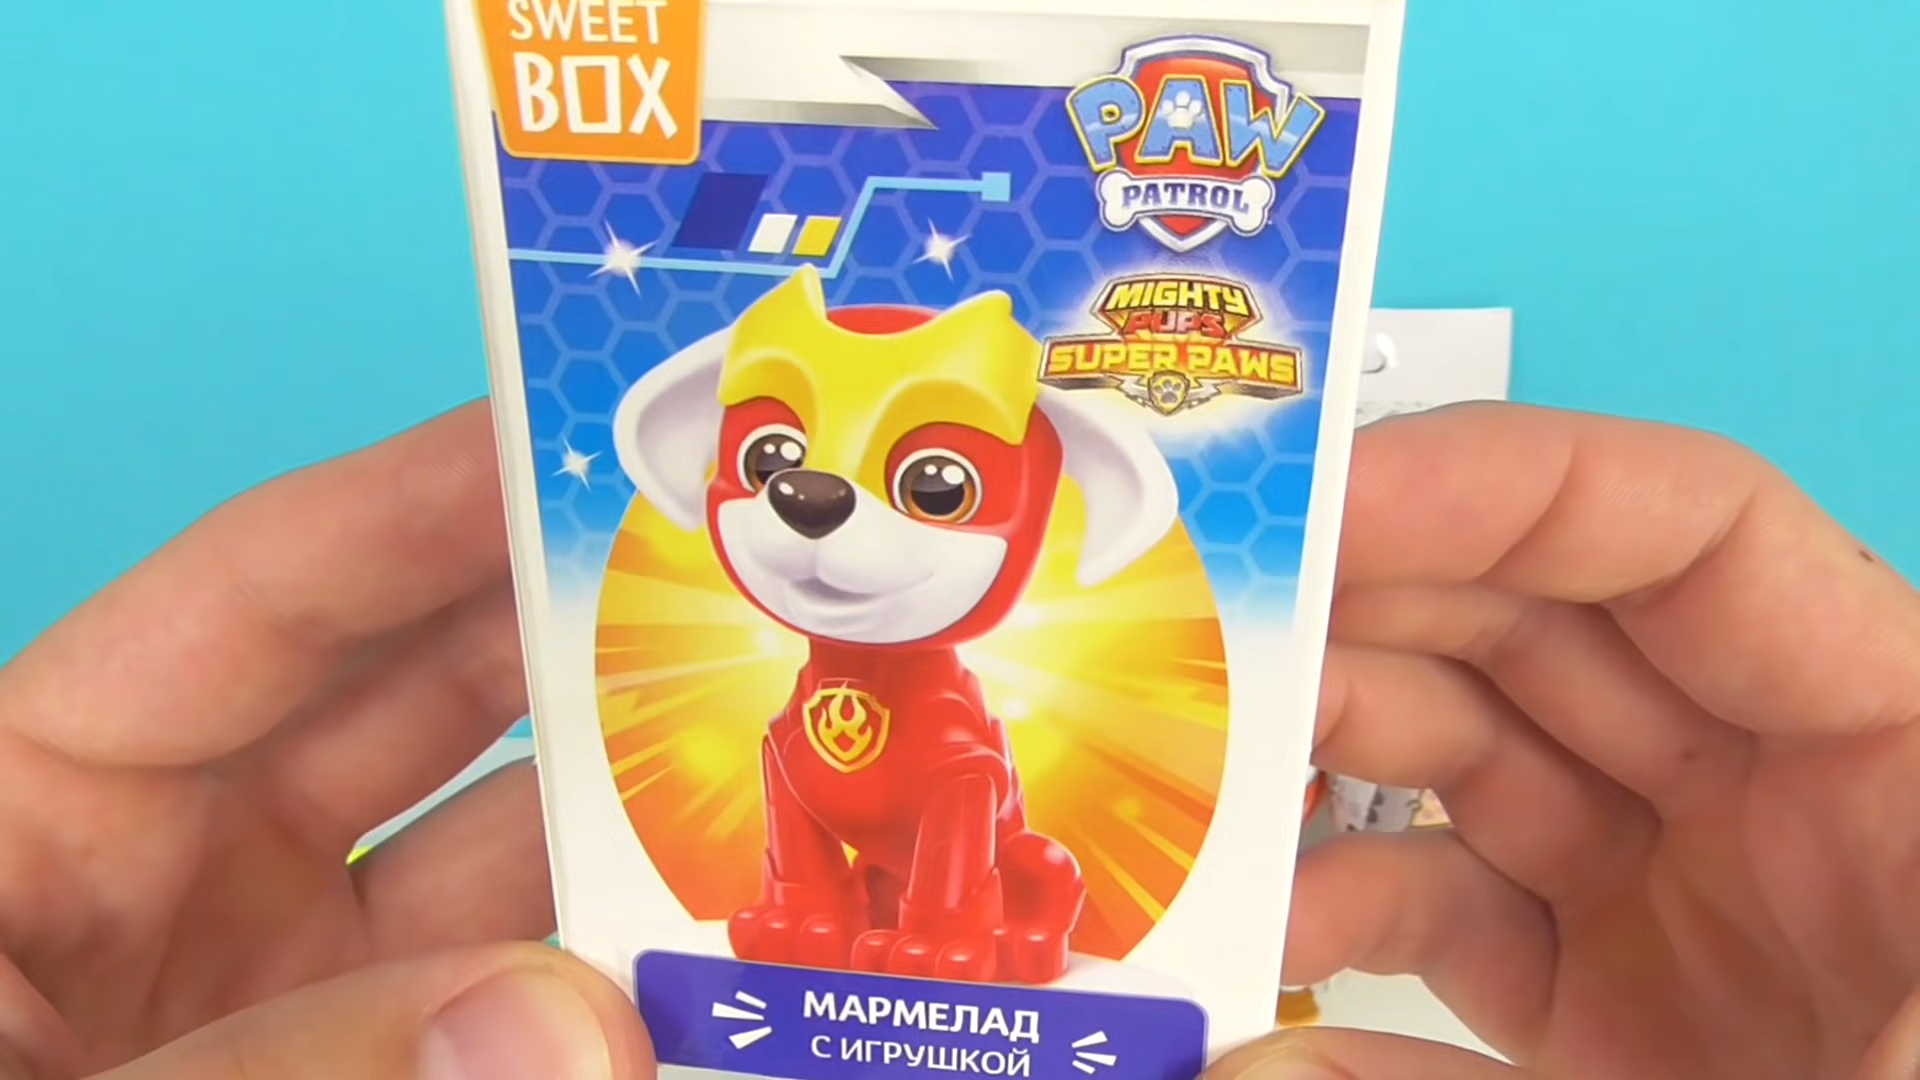 SWEET
BOX
PAW
PATROL
MIGHTY
PUPS
SUPER PAWS
МАРМЕЛАД
С ИГРУШКОЙ